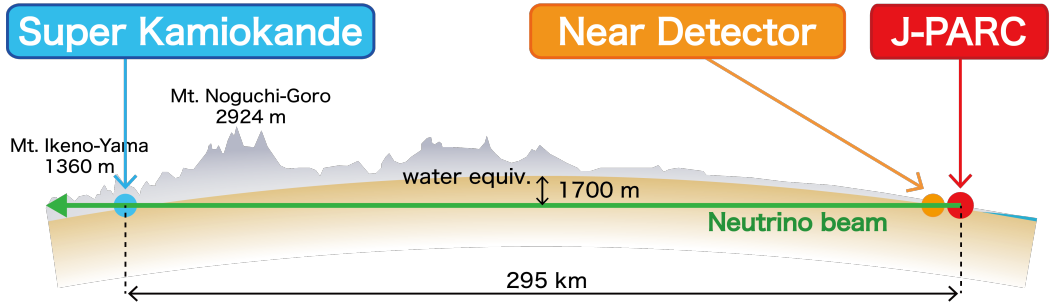 Super Kamiokande
Near Detector
J-PARC
Mt. Noguchi-Goro
2924 m
Mt. Ikeno-Yama
1360 m
water equiv.
1700 m
Neutrino beam
295 km